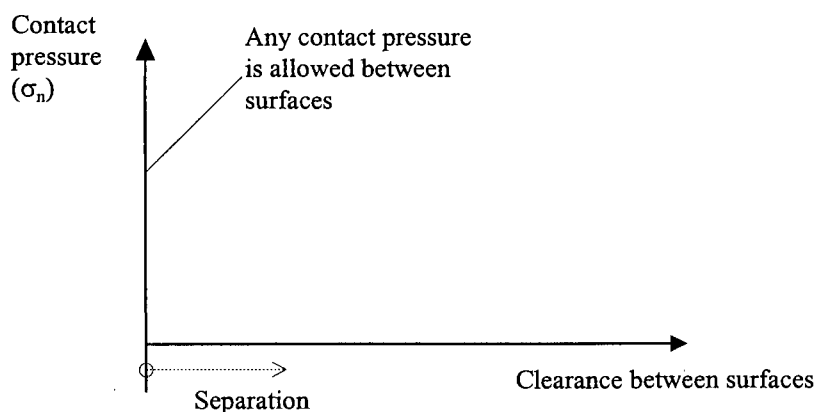 Contact
pressure
(σₙ)
Any contact pressure
is allowed between
surfaces
Clearance between surfaces
Separation